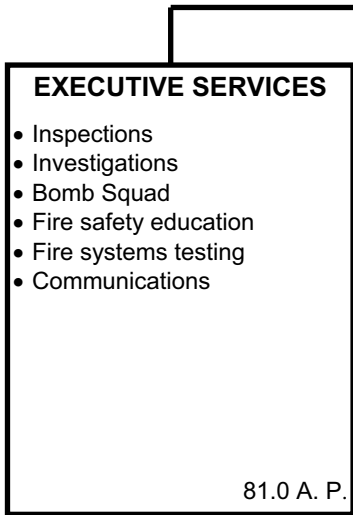 EXECUTIVE SERVICES
• Inspections
• Investigations
• Bomb Squad
• Fire safety education
• Fire systems testing
• Communications
81.0 A. P.